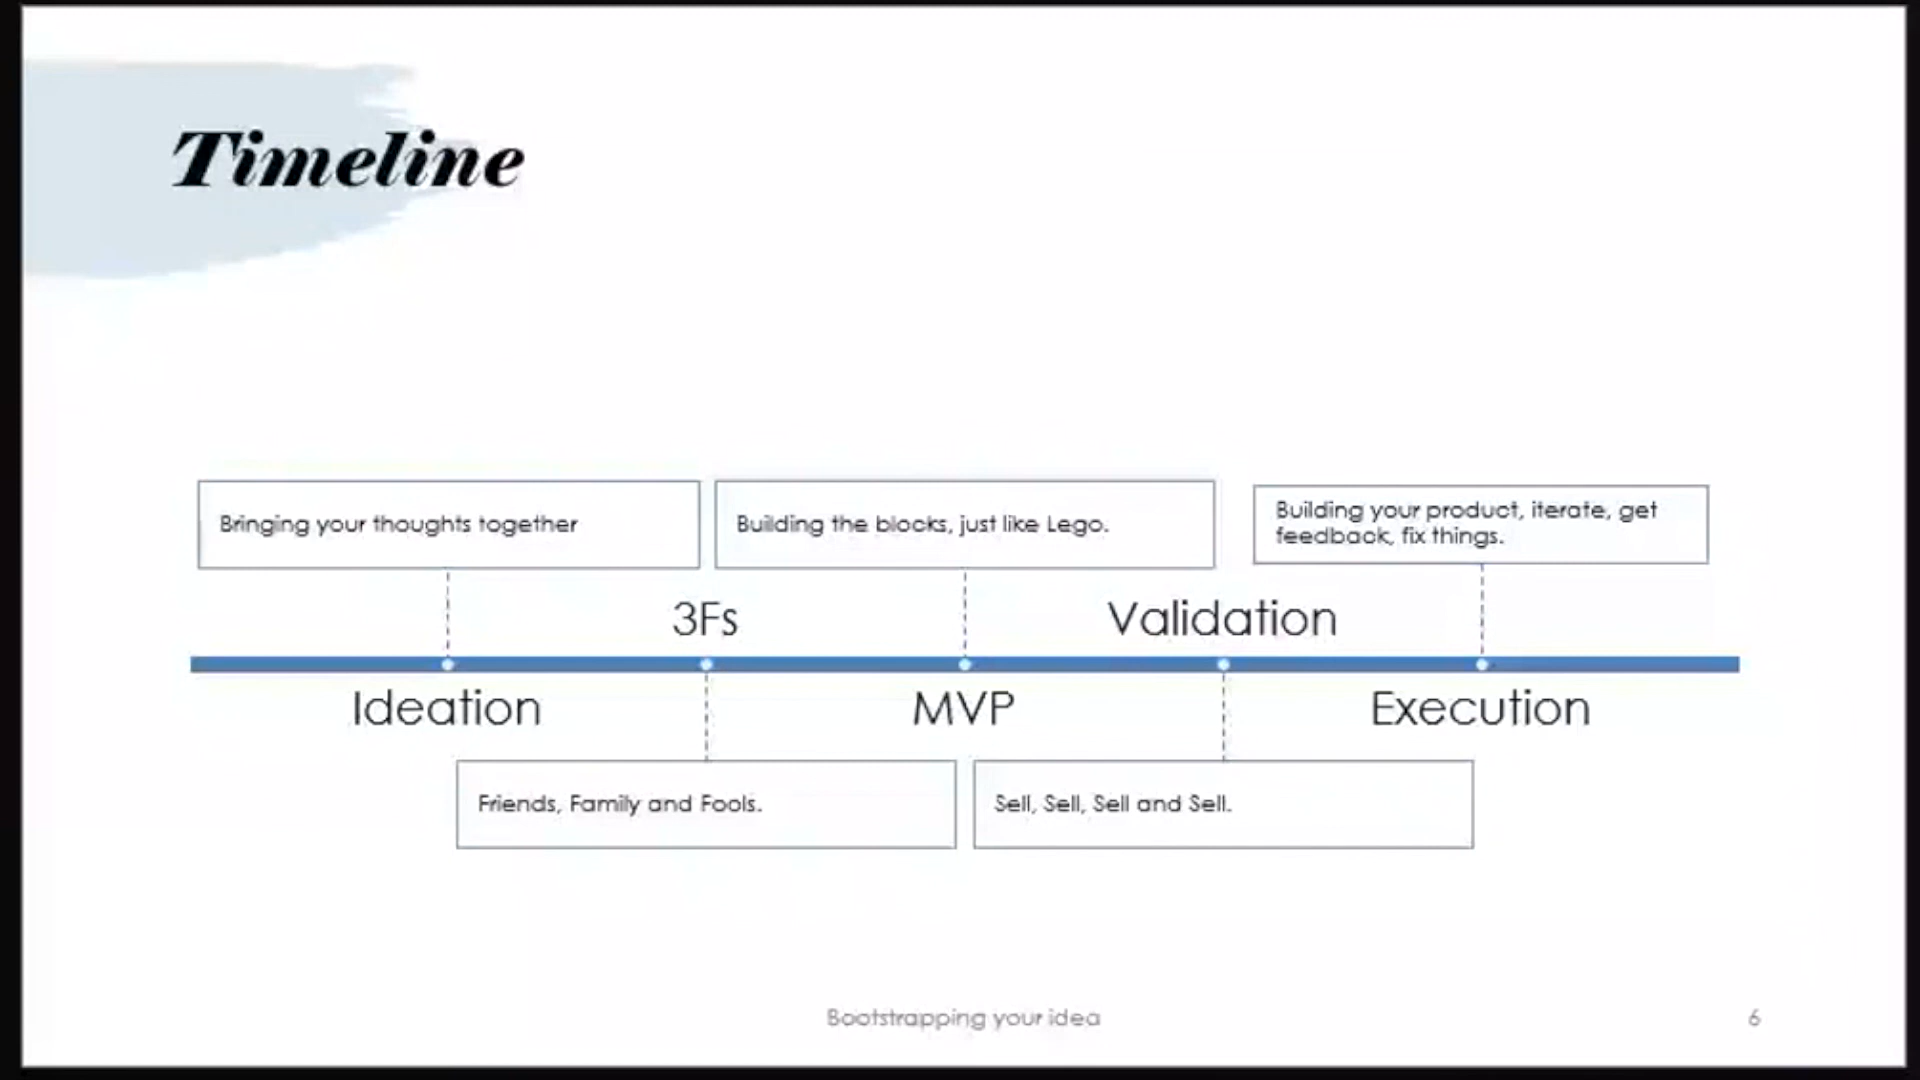 Timeline
Bringing your thoughts together
Building the blocks, just like Lego.
Building your product, iterate, get
feedback, fix things.
3Fs
Validation
Ideation
MVP
Execution
Friends, Family and Fools.
Sell, Sell, Sell and Sell.
Bootstrapping your idea
6